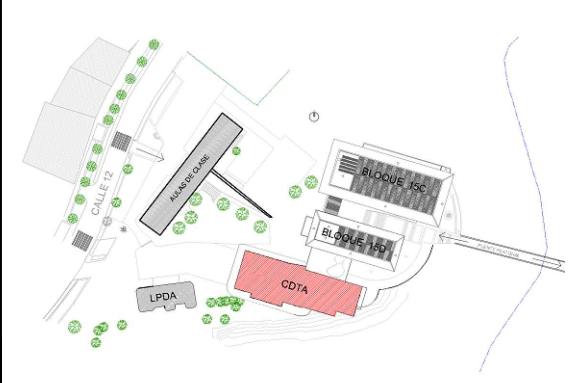 CALLE 12
AULAS DE CLASE
BLOQUE 15C
BLOQUE 15D
LPDA
CDTA